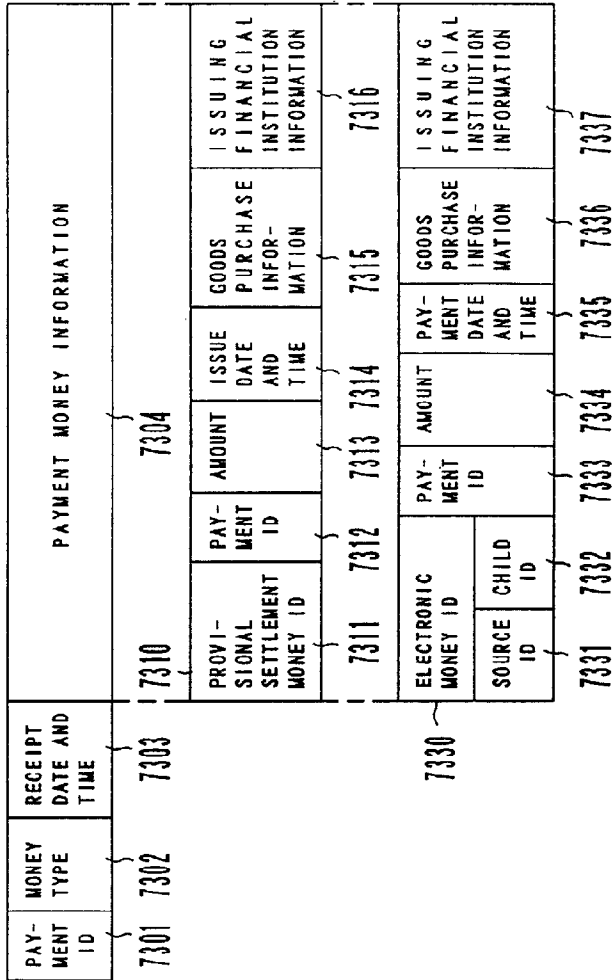 PAY-
MENT
ID
MONEY
TYPE
RECEIPT
DATE AND
TIME
PAYMENT MONEY INFORMATION
7301
7302
7303
7304
7310
PROVI-
SIONAL
SETTLEMENT
MONEY ID
PAY-
MENT
ID
AMOUNT
ISSUE
DATE
AND
TIME
GOODS
PURCHASE
INFOR-
MATION
ISSUING
FINANCIAL
INSTITUTION
INFORMATION
7311
7312
7313
7314
7315
7316
7330
ELECTRONIC
MONEY ID
SOURCE
ID
CHILD
ID
PAY-
MENT
ID
AMOUNT
PAY-
MENT
DATE
AND
TIME
GOODS
PURCHASE
INFOR-
MATION
ISSUING
FINANCIAL
INSTITUTION
INFORMATION
7331
7332
7333
7334
7335
7336
7337